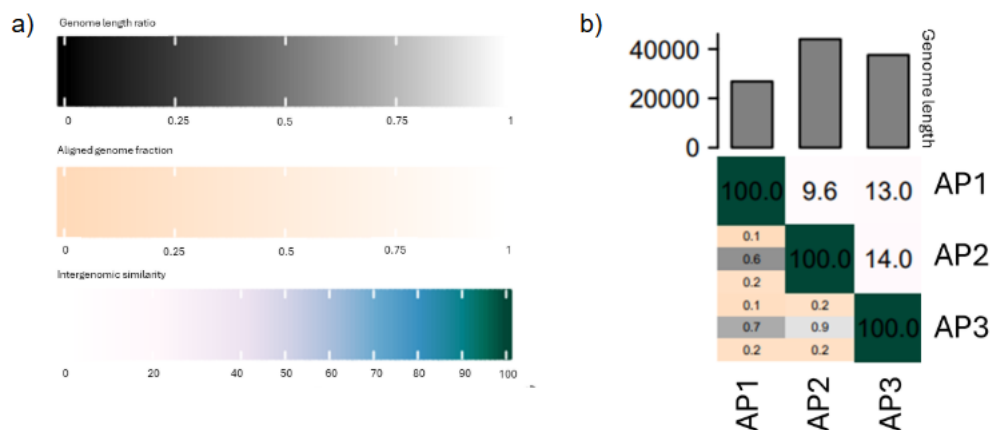 a)
Genome length ratio
0 0.25 0.5 0.75 1
Aligned genome fraction
0 0.25 0.5 0.75 1
Intergenomic similarity
0 20 40 50 60 70 80 90 100
b)
40000
20000
0
Genome length
100.0 9.6 13.0 AP1
0.1
0.6 100.0 14.0 AP2
0.2
0.1 0.2
0.7 0.9 100.0 AP3
0.2 0.2
AP1 AP2 AP3